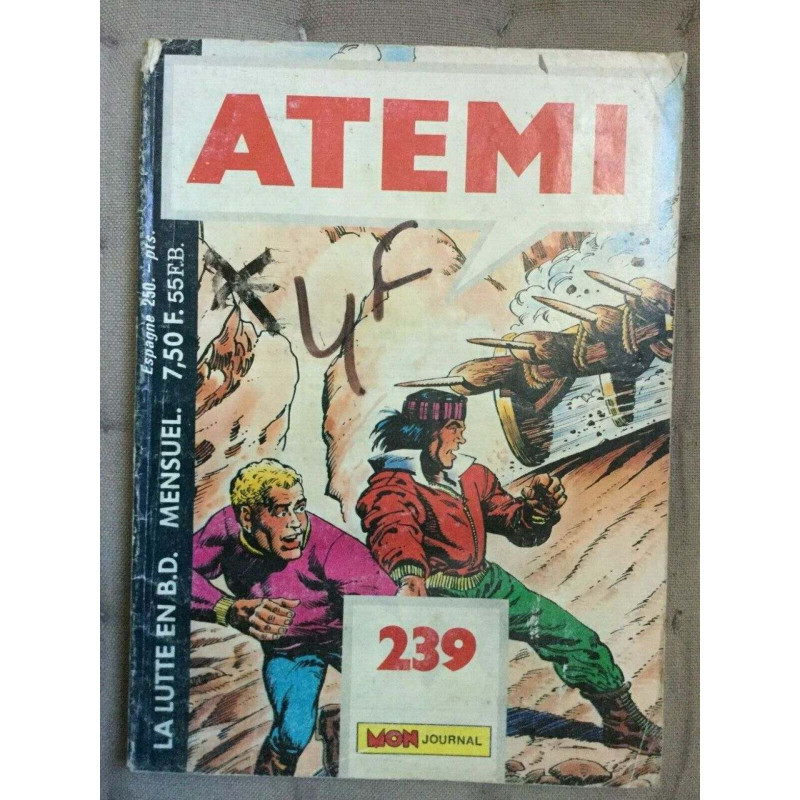 ATEMI
4F
Espagne 250. - pts
LA LUTTE EN B.D. MENSUEL. 7,50 F. 55 F.B.
239
MON JOURNAL